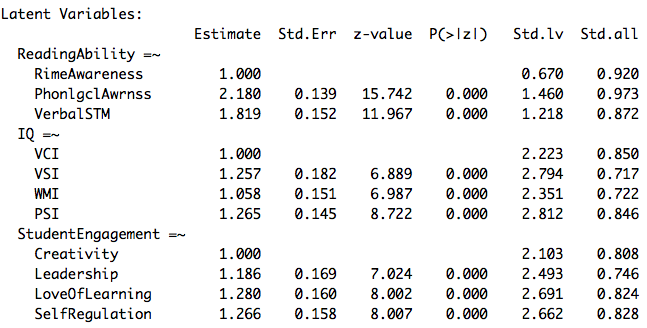 Latent Variables:
Estimate Std.Err z-value P(>|z|) Std.lv Std.all
ReadingAbility =~
RimeAwareness 1.000 0.670 0.920
PhonlgclAwrnss 2.180 0.139 15.742 0.000 1.460 0.973
VerbalSTM 1.819 0.152 11.967 0.000 1.218 0.872
IQ =~
VCI 1.000 2.223 0.850
VSI 1.257 0.182 6.889 0.000 2.794 0.717
WMI 1.058 0.151 6.987 0.000 2.351 0.722
PSI 1.265 0.145 8.722 0.000 2.812 0.846
StudentEngagement =~
Creativity 1.000 2.103 0.808
Leadership 1.186 0.169 7.024 0.000 2.493 0.746
LoveOfLearning 1.280 0.160 8.002 0.000 2.691 0.824
SelfRegulation 1.266 0.158 8.007 0.000 2.662 0.828